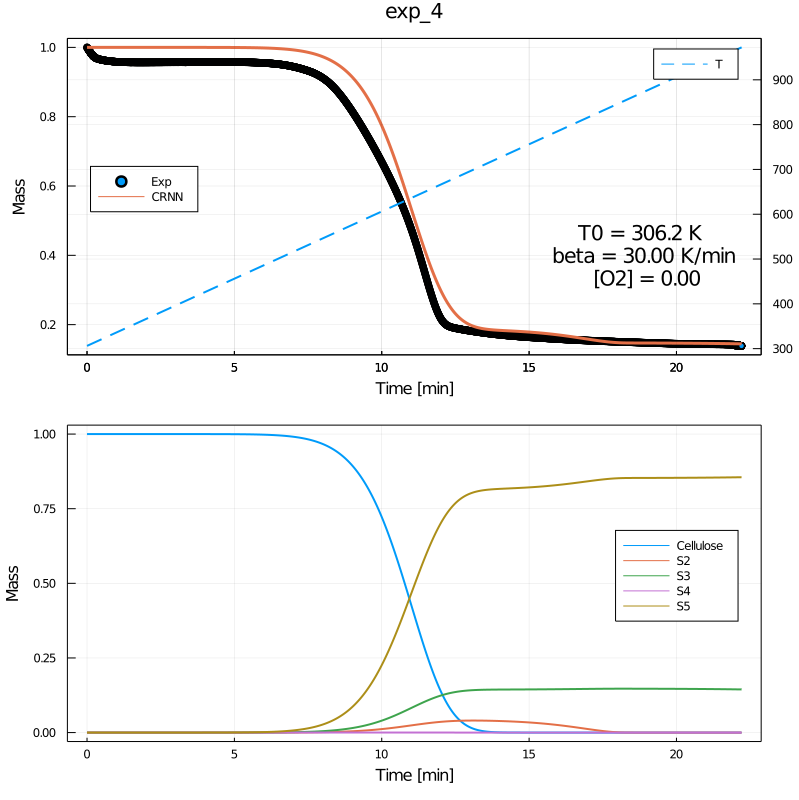 exp_4
1.0
0.8
0.6
0.4
0.2
Mass
T
900
800
700
600
500
400
300
Exp
CRNN
T0 = 306.2 K
beta = 30.00 K/min
[O2] = 0.00
0 5 10 15 20
Time [min]
1.00
0.75
0.50
0.25
0.00
Mass
Cellulose
S2
S3
S4
S5
0 5 10 15 20
Time [min]